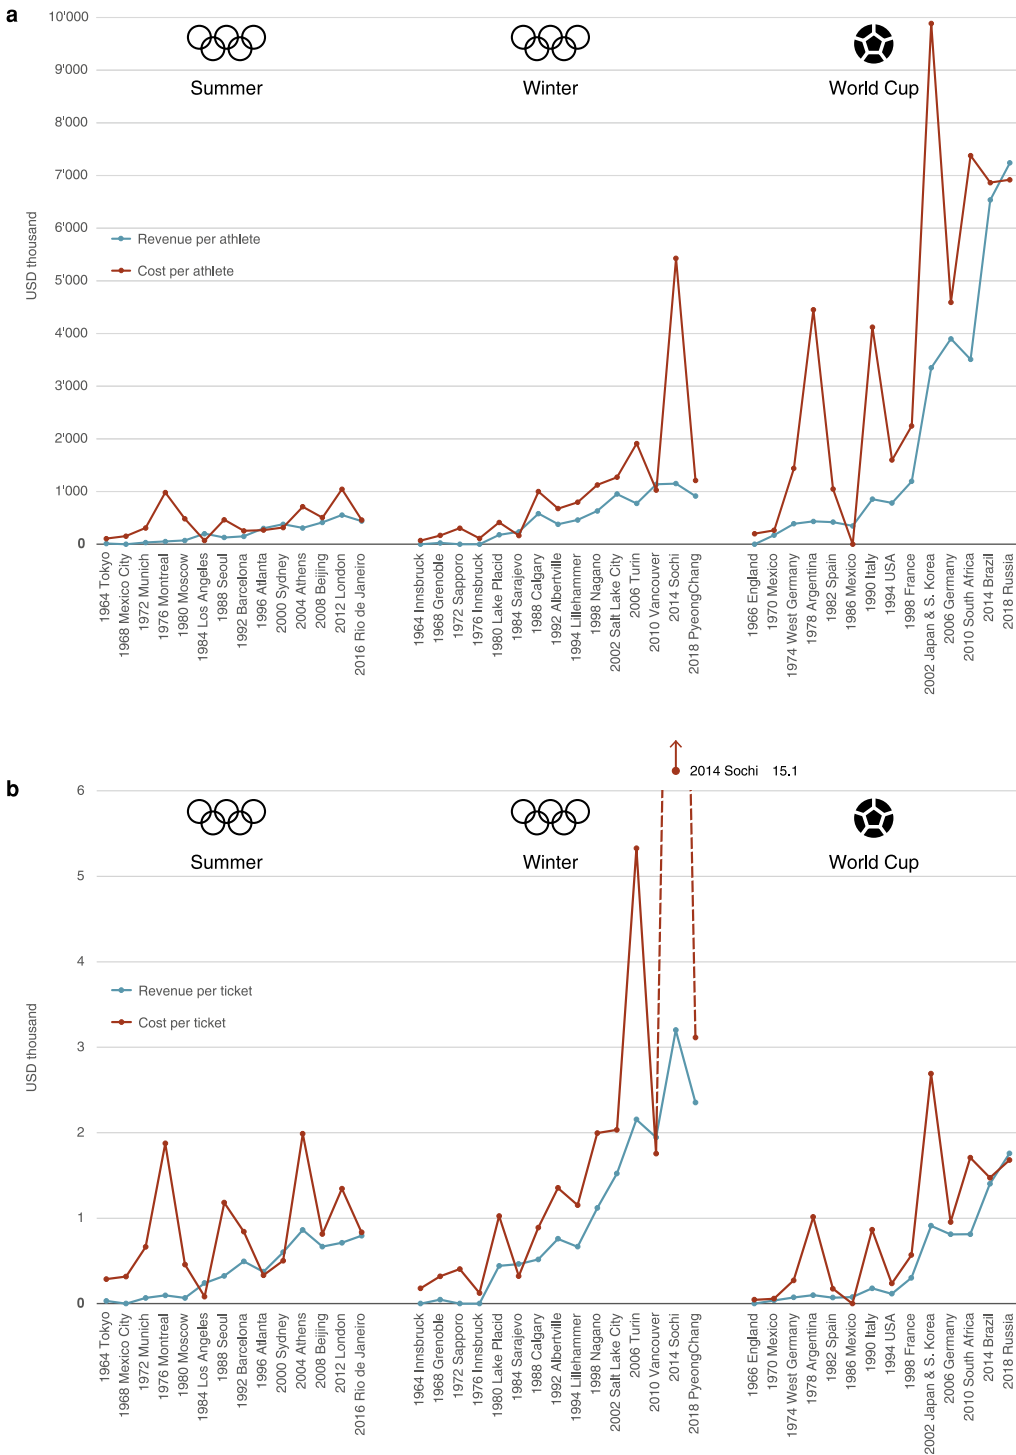 a
10'000
9'000
8'000
7'000
6'000
5'000
4'000
3'000
2'000
1'000
0
USD thousand
Summer
Winter
World Cup
Revenue per athlete
Cost per athlete
1964 Tokyo
1968 Mexico City
1972 Munich
1976 Montreal
1980 Moscow
1984 Los Angeles
1988 Seoul
1992 Barcelona
1996 Atlanta
2000 Sydney
2004 Athens
2008 Beijing
2012 London
2016 Rio de Janeiro
1964 Innsbruck
1968 Grenoble
1972 Sapporo
1976 Innsbruck
1980 Lake Placid
1984 Sarajevo
1988 Calgary
1992 Albertville
1994 Lillehammer
1998 Nagano
2002 Salt Lake City
2006 Turin
2010 Vancouver
2014 Sochi
2018 PyeongChang
1966 England
1970 Mexico
1974 West Germany
1978 Argentina
1982 Spain
1986 Mexico
1990 Italy
1994 USA
1998 France
2002 Japan & S. Korea
2006 Germany
2010 South Africa
2014 Brazil
2018 Russia
b
2014 Sochi 15.1
6
5
4
3
2
1
0
USD thousand
Summer
Winter
World Cup
Revenue per ticket
Cost per ticket
1964 Tokyo
1968 Mexico City
1972 Munich
1976 Montreal
1980 Moscow
1984 Los Angeles
1988 Seoul
1992 Barcelona
1996 Atlanta
2000 Sydney
2004 Athens
2008 Beijing
2012 London
2016 Rio de Janeiro
1964 Innsbruck
1968 Grenoble
1972 Sapporo
1976 Innsbruck
1980 Lake Placid
1984 Sarajevo
1988 Calgary
1992 Albertville
1994 Lillehammer
1998 Nagano
2002 Salt Lake City
2006 Turin
2010 Vancouver
2014 Sochi
2018 PyeongChang
1966 England
1970 Mexico
1974 West Germany
1978 Argentina
1982 Spain
1986 Mexico
1990 Italy
1994 USA
1998 France
2002 Japan & S. Korea
2006 Germany
2010 South Africa
2014 Brazil
2018 Russia